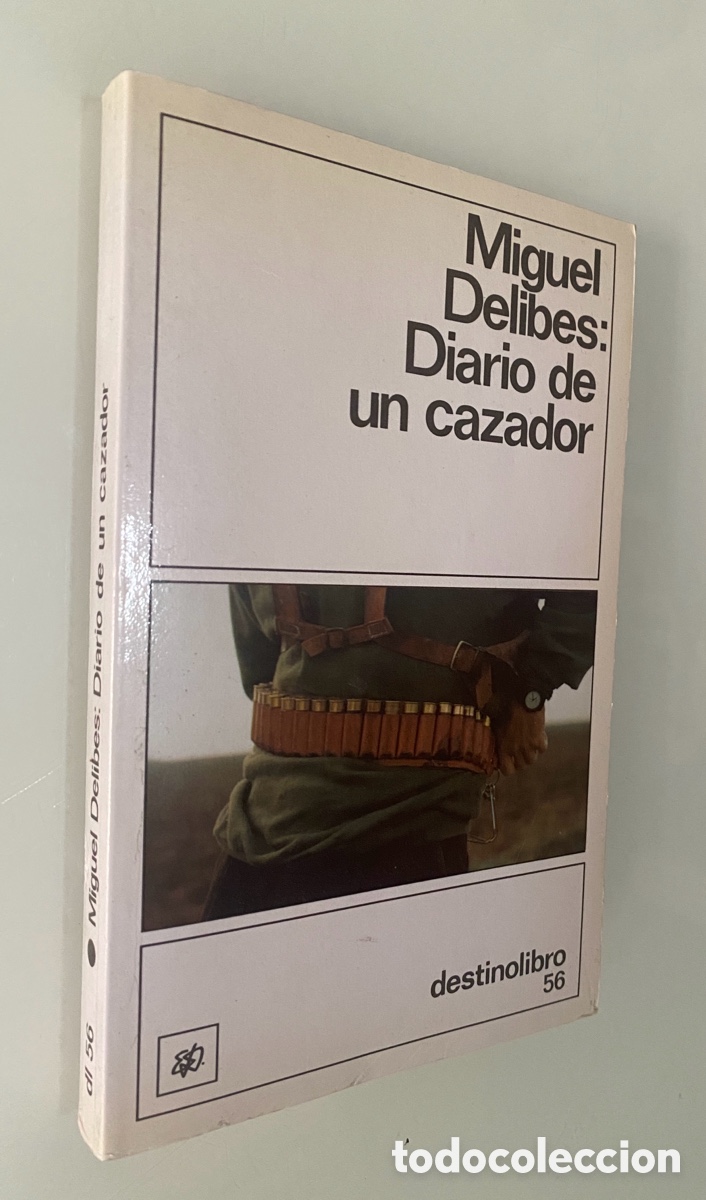 Miguel
Delibes:
Diario de
un cazador
destinolibro
56
dl 56 ● Miguel Delibes: Diario de un cazador
todocoleccion